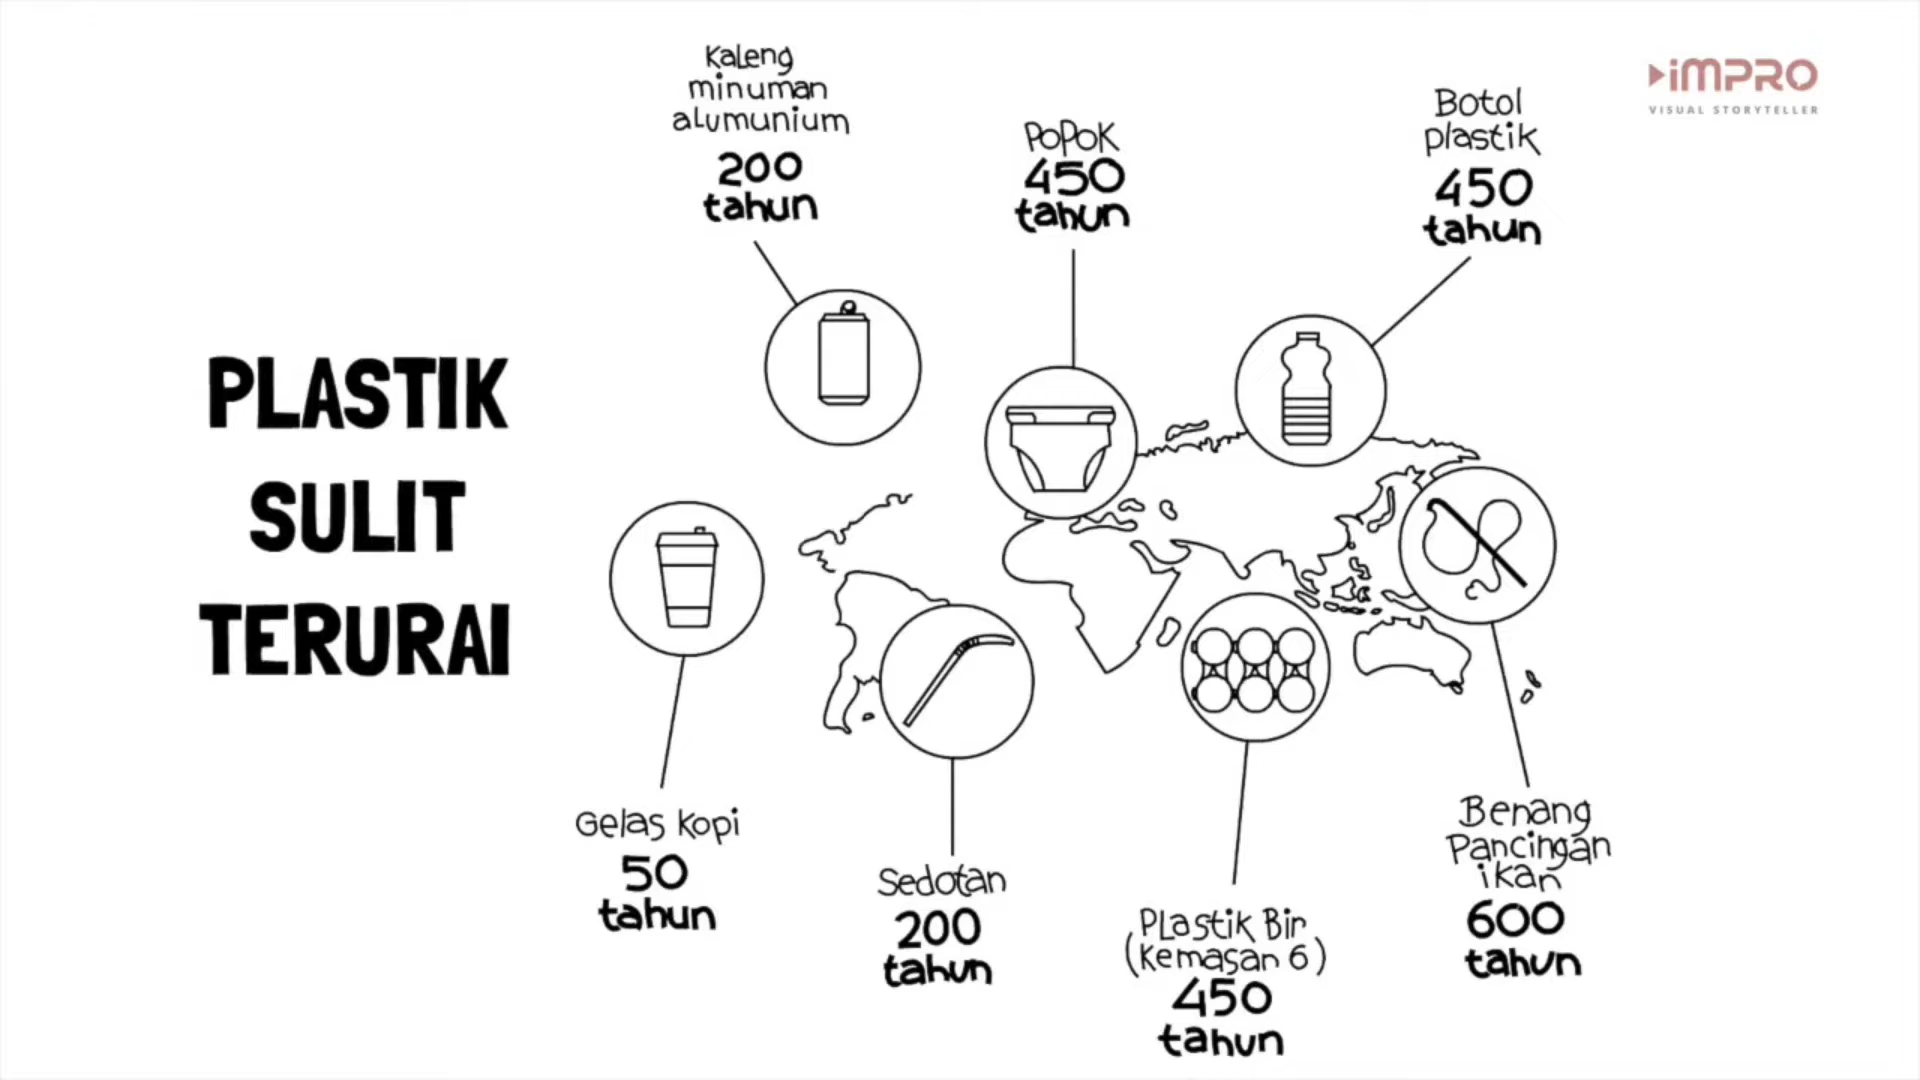 PLASTIK
SULIT
TERURAI
Kaleng
minuman
alumunium
200
tahun
Popok
450
tahun
Botol
plastik
450
tahun
iMPRO
VISUAL STORYTELLER
Gelas Kopi
50
tahun
Sedotan
200
tahun
Plastik Bir
(Kemasan 6)
450
tahun
Benang
Pancingan
ikan
600
tahun